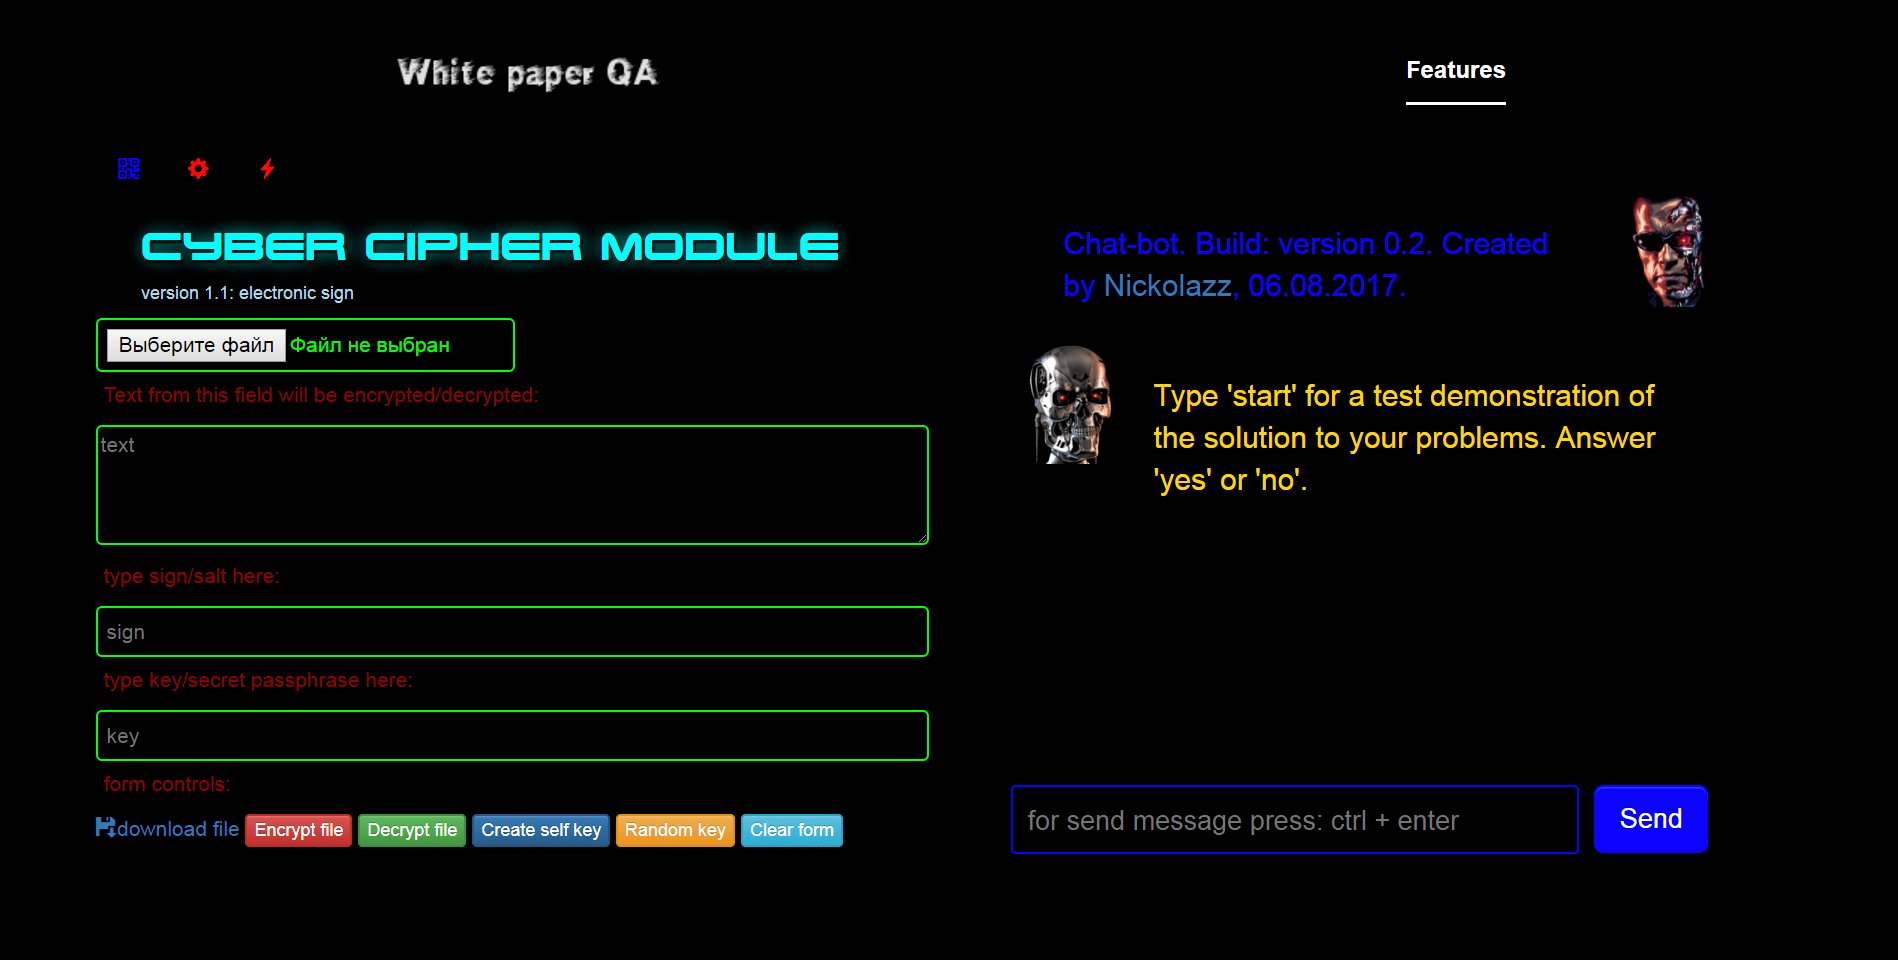 White paper QA
Features
CYBER CIPHER MODULE
version 1.1: electronic sign
Выберите файл Файл не выбран
Text from this field will be encrypted/decrypted:
text
type sign/salt here:
sign
type key/secret passphrase here:
key
form controls:
download file Encrypt file Decrypt file Create self key Random key Clear form
Chat-bot. Build: version 0.2. Created
by Nickolazz, 06.08.2017.
Type 'start' for a test demonstration of
the solution to your problems. Answer
'yes' or 'no'.
for send message press: ctrl + enter
Send